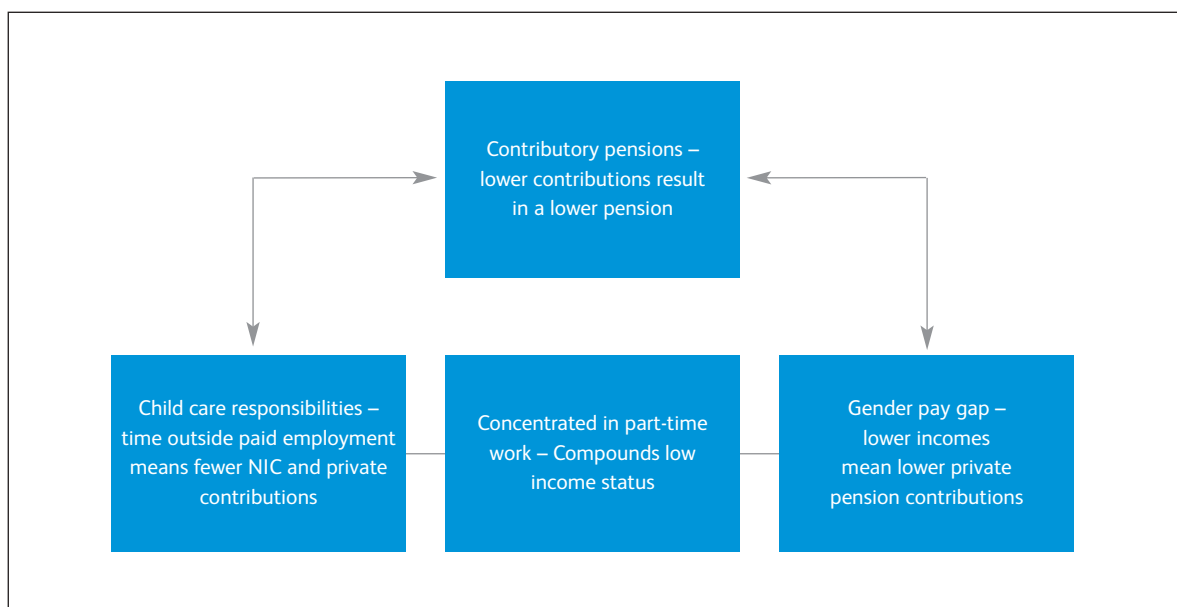 Contributory pensions –
lower contributions result
in a lower pension
Child care responsibilities –
time outside paid employment
means fewer NIC and private
contributions
Concentrated in part-time
work – Compounds low
income status
Gender pay gap –
lower incomes
mean lower private
pension contributions